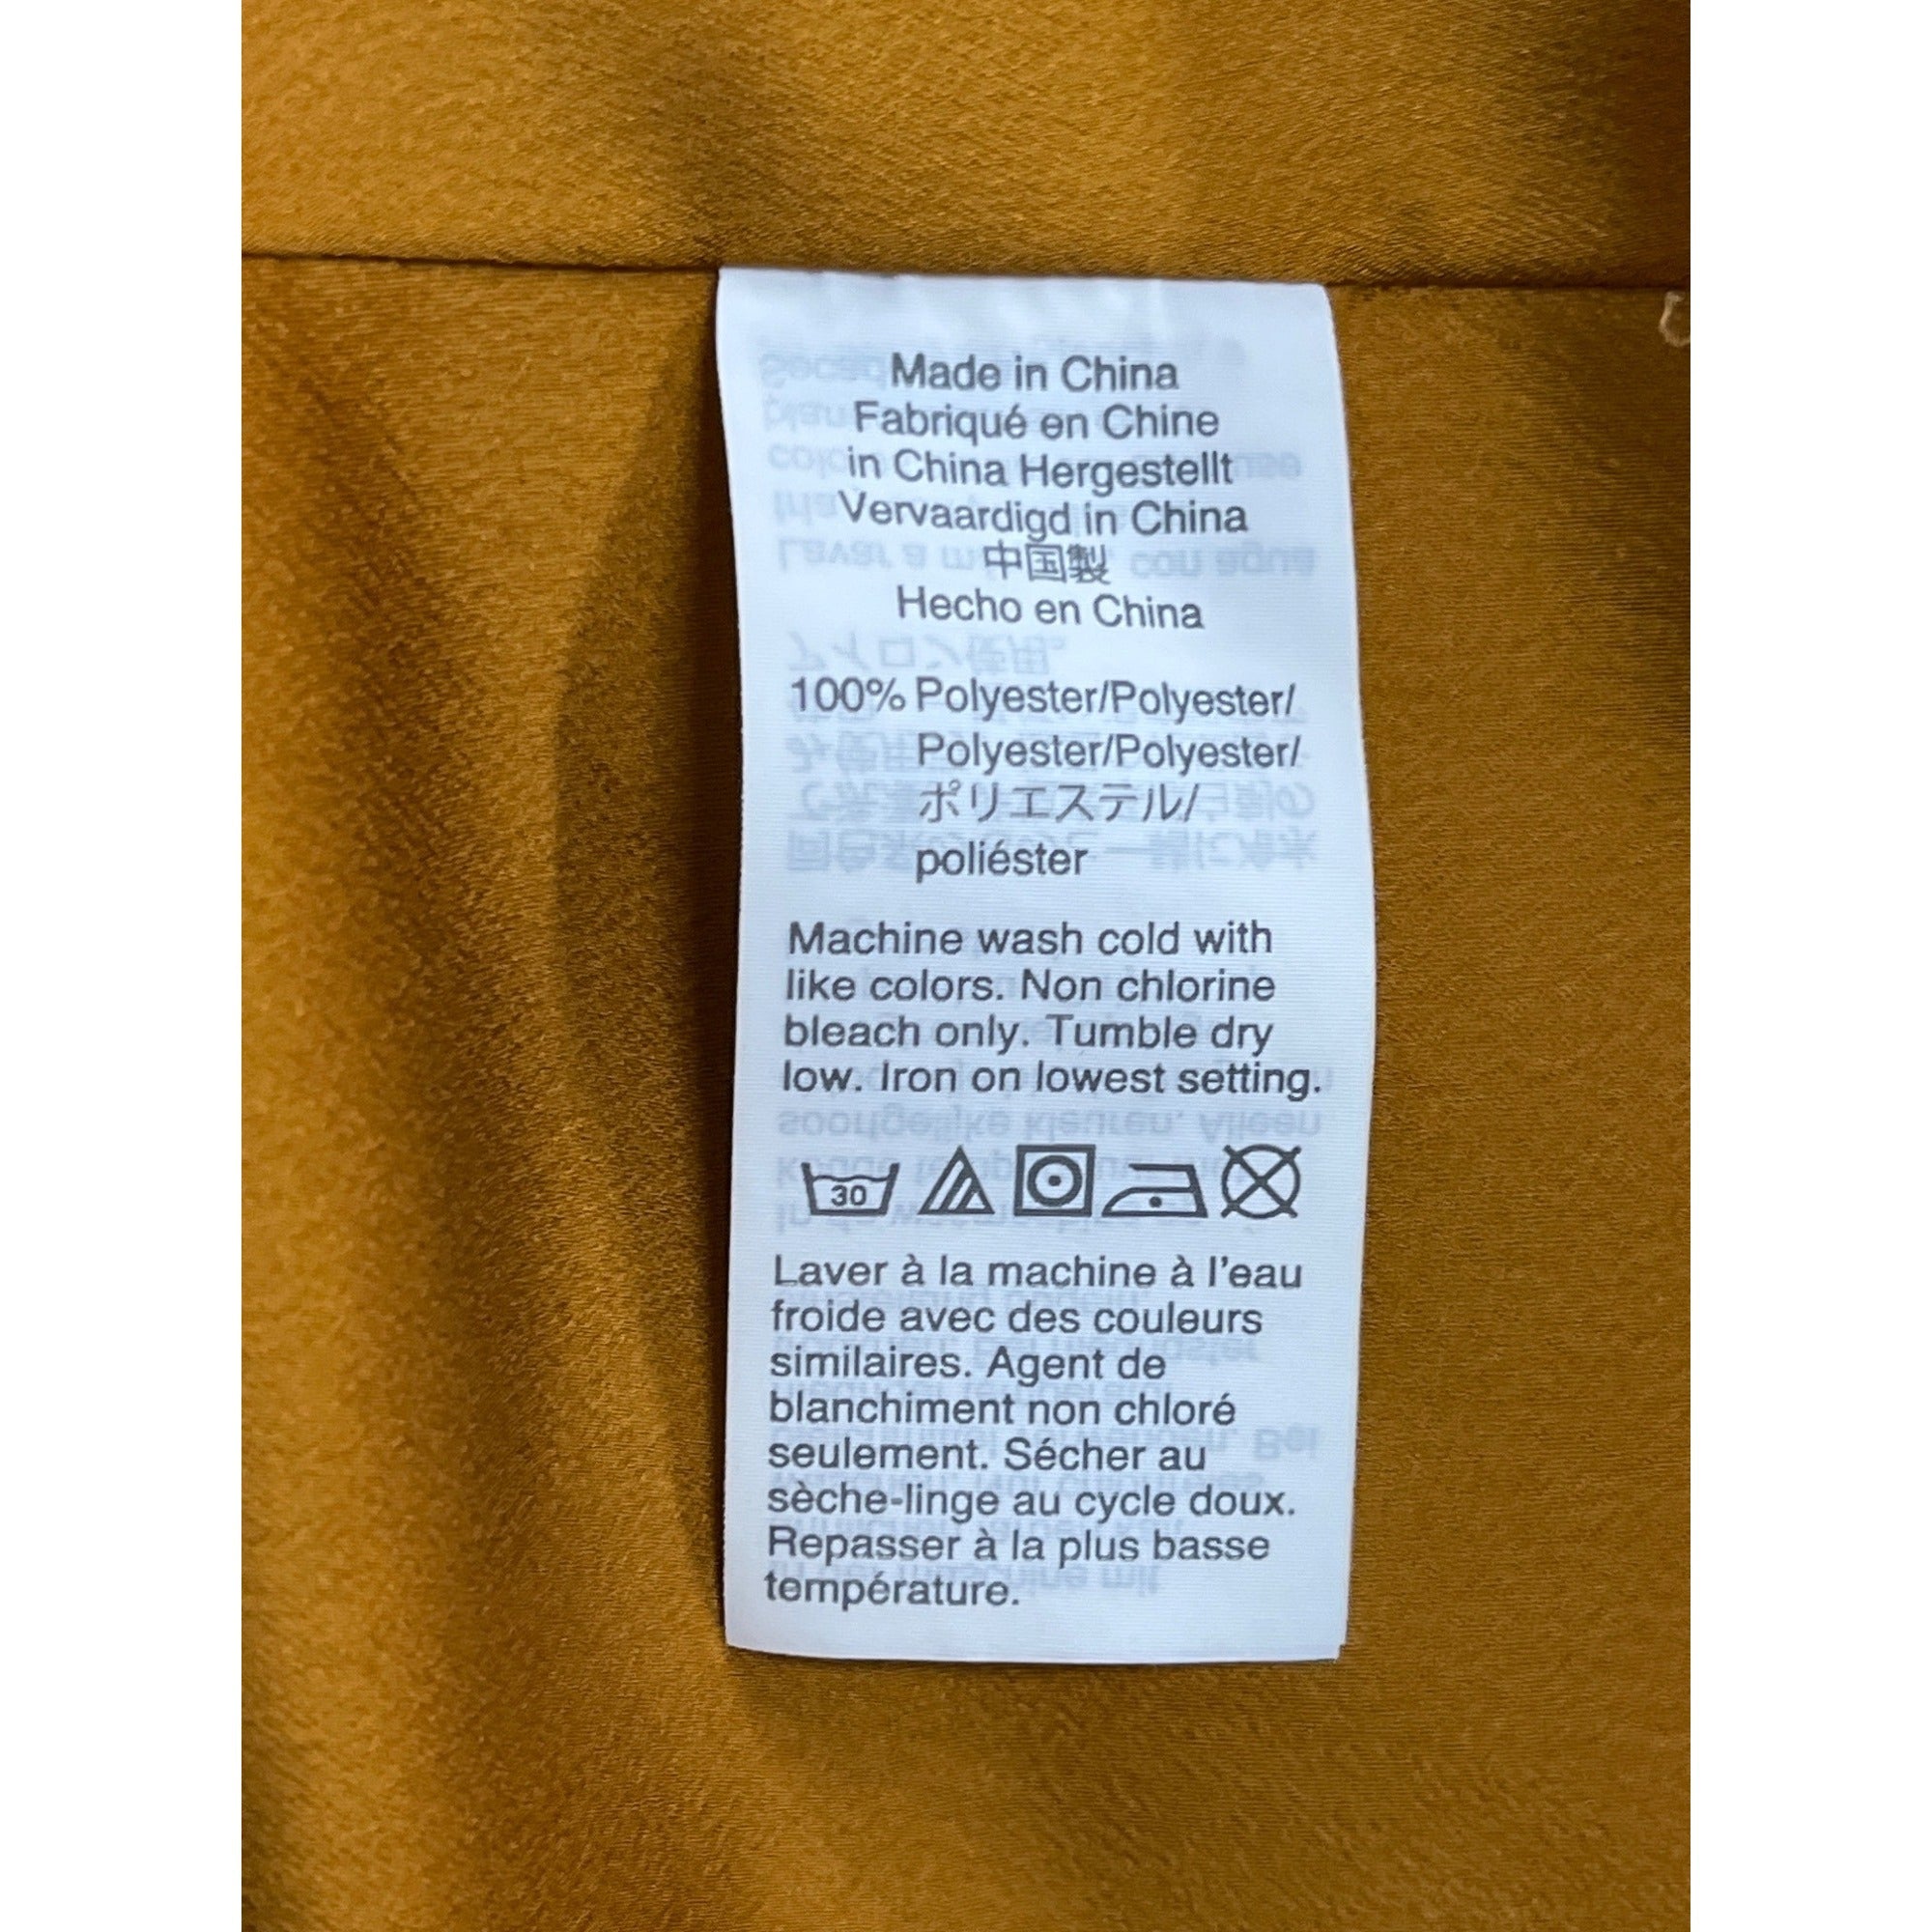 Made in China
Fabriqué en Chine
in China Hergestellt
Vervaardigd in China
中国製
Hecho en China
100% Polyester/Polyester/
Polyester/Polyester/
ポリエステル/
poliéster
Machine wash cold with
like colors. Non chlorine
bleach only. Tumble dry
low. Iron on lowest setting.
30
Laver à la machine à l'eau
froide avec des couleurs
similaires. Agent de
blanchiment non chloré
seulement. Sécher au
sèche-linge au cycle doux.
Repasser à la plus basse
température.